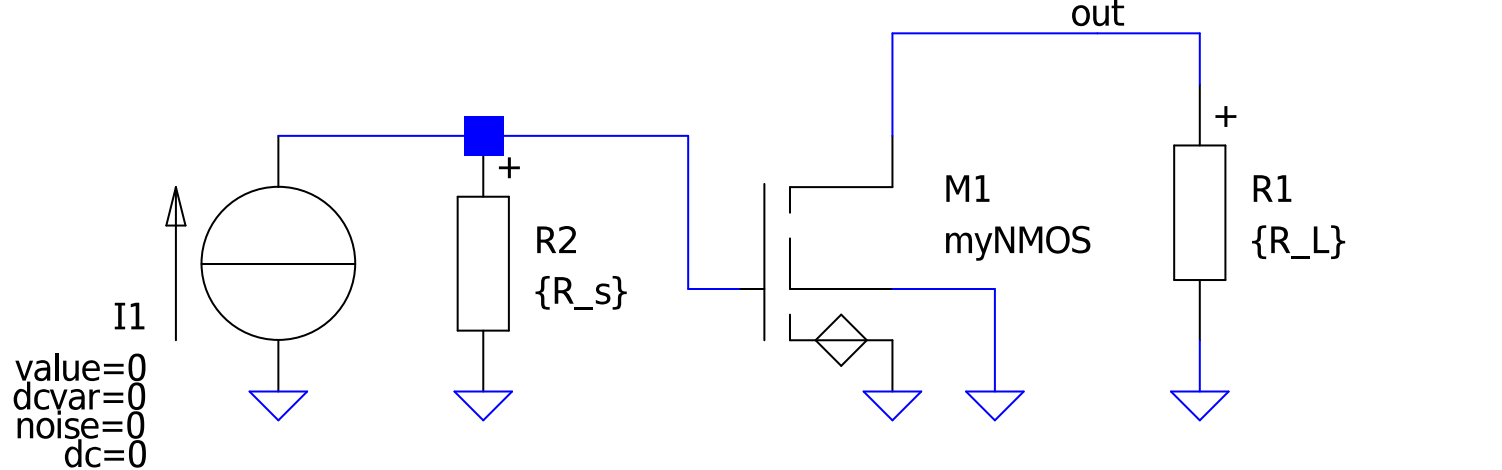 out
+
+
M1
R1
R2
myNMOS
{R_L}
{R_s}
I1
value=0
dcvar=0
noise=0
dc=0